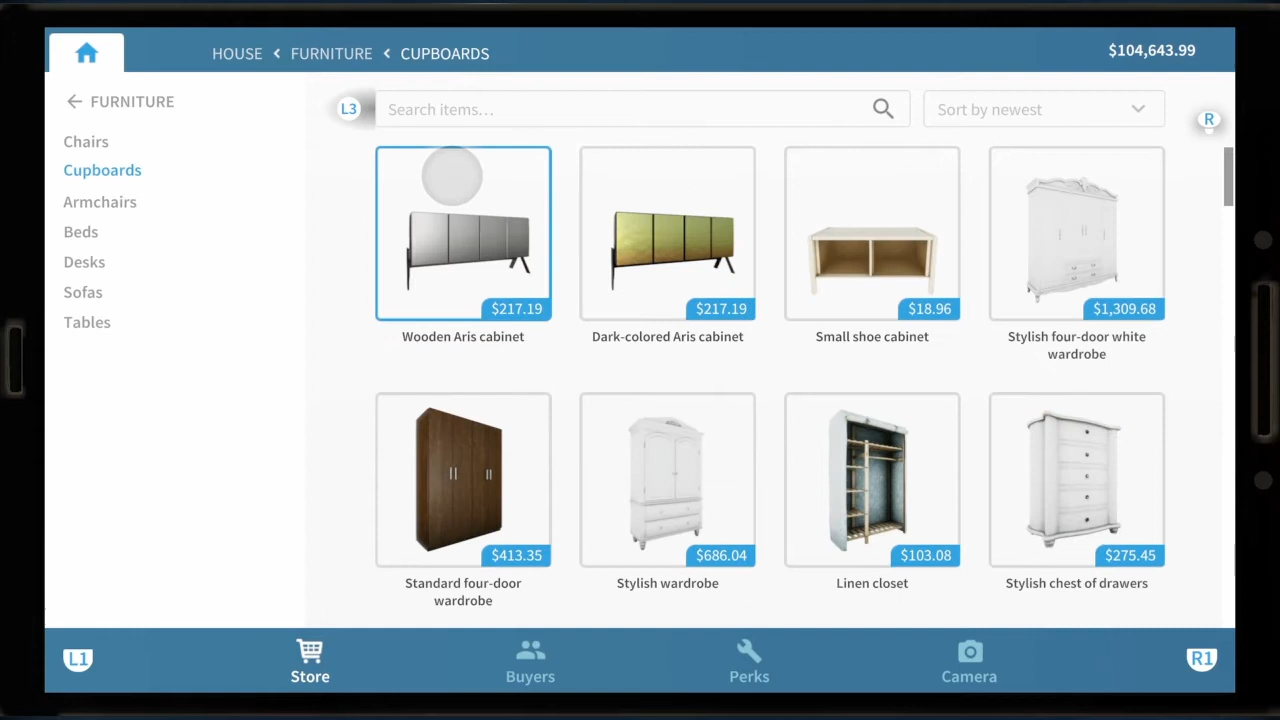 HOUSE < FURNITURE < CUPBOARDS
$104,643.99
FURNITURE
Chairs
Cupboards
Armchairs
Beds
Desks
Sofas
Tables
L3
Search items...
Sort by newest
R
$217.19
$217.19
$18.96
$1,309.68
Wooden Aris cabinet
Dark-colored Aris cabinet
Small shoe cabinet
Stylish four-door white
wardrobe
$413.35
$686.04
$103.08
$275.45
Standard four-door
wardrobe
Stylish wardrobe
Linen closet
Stylish chest of drawers
L1
Store
Buyers
Perks
Camera
R1